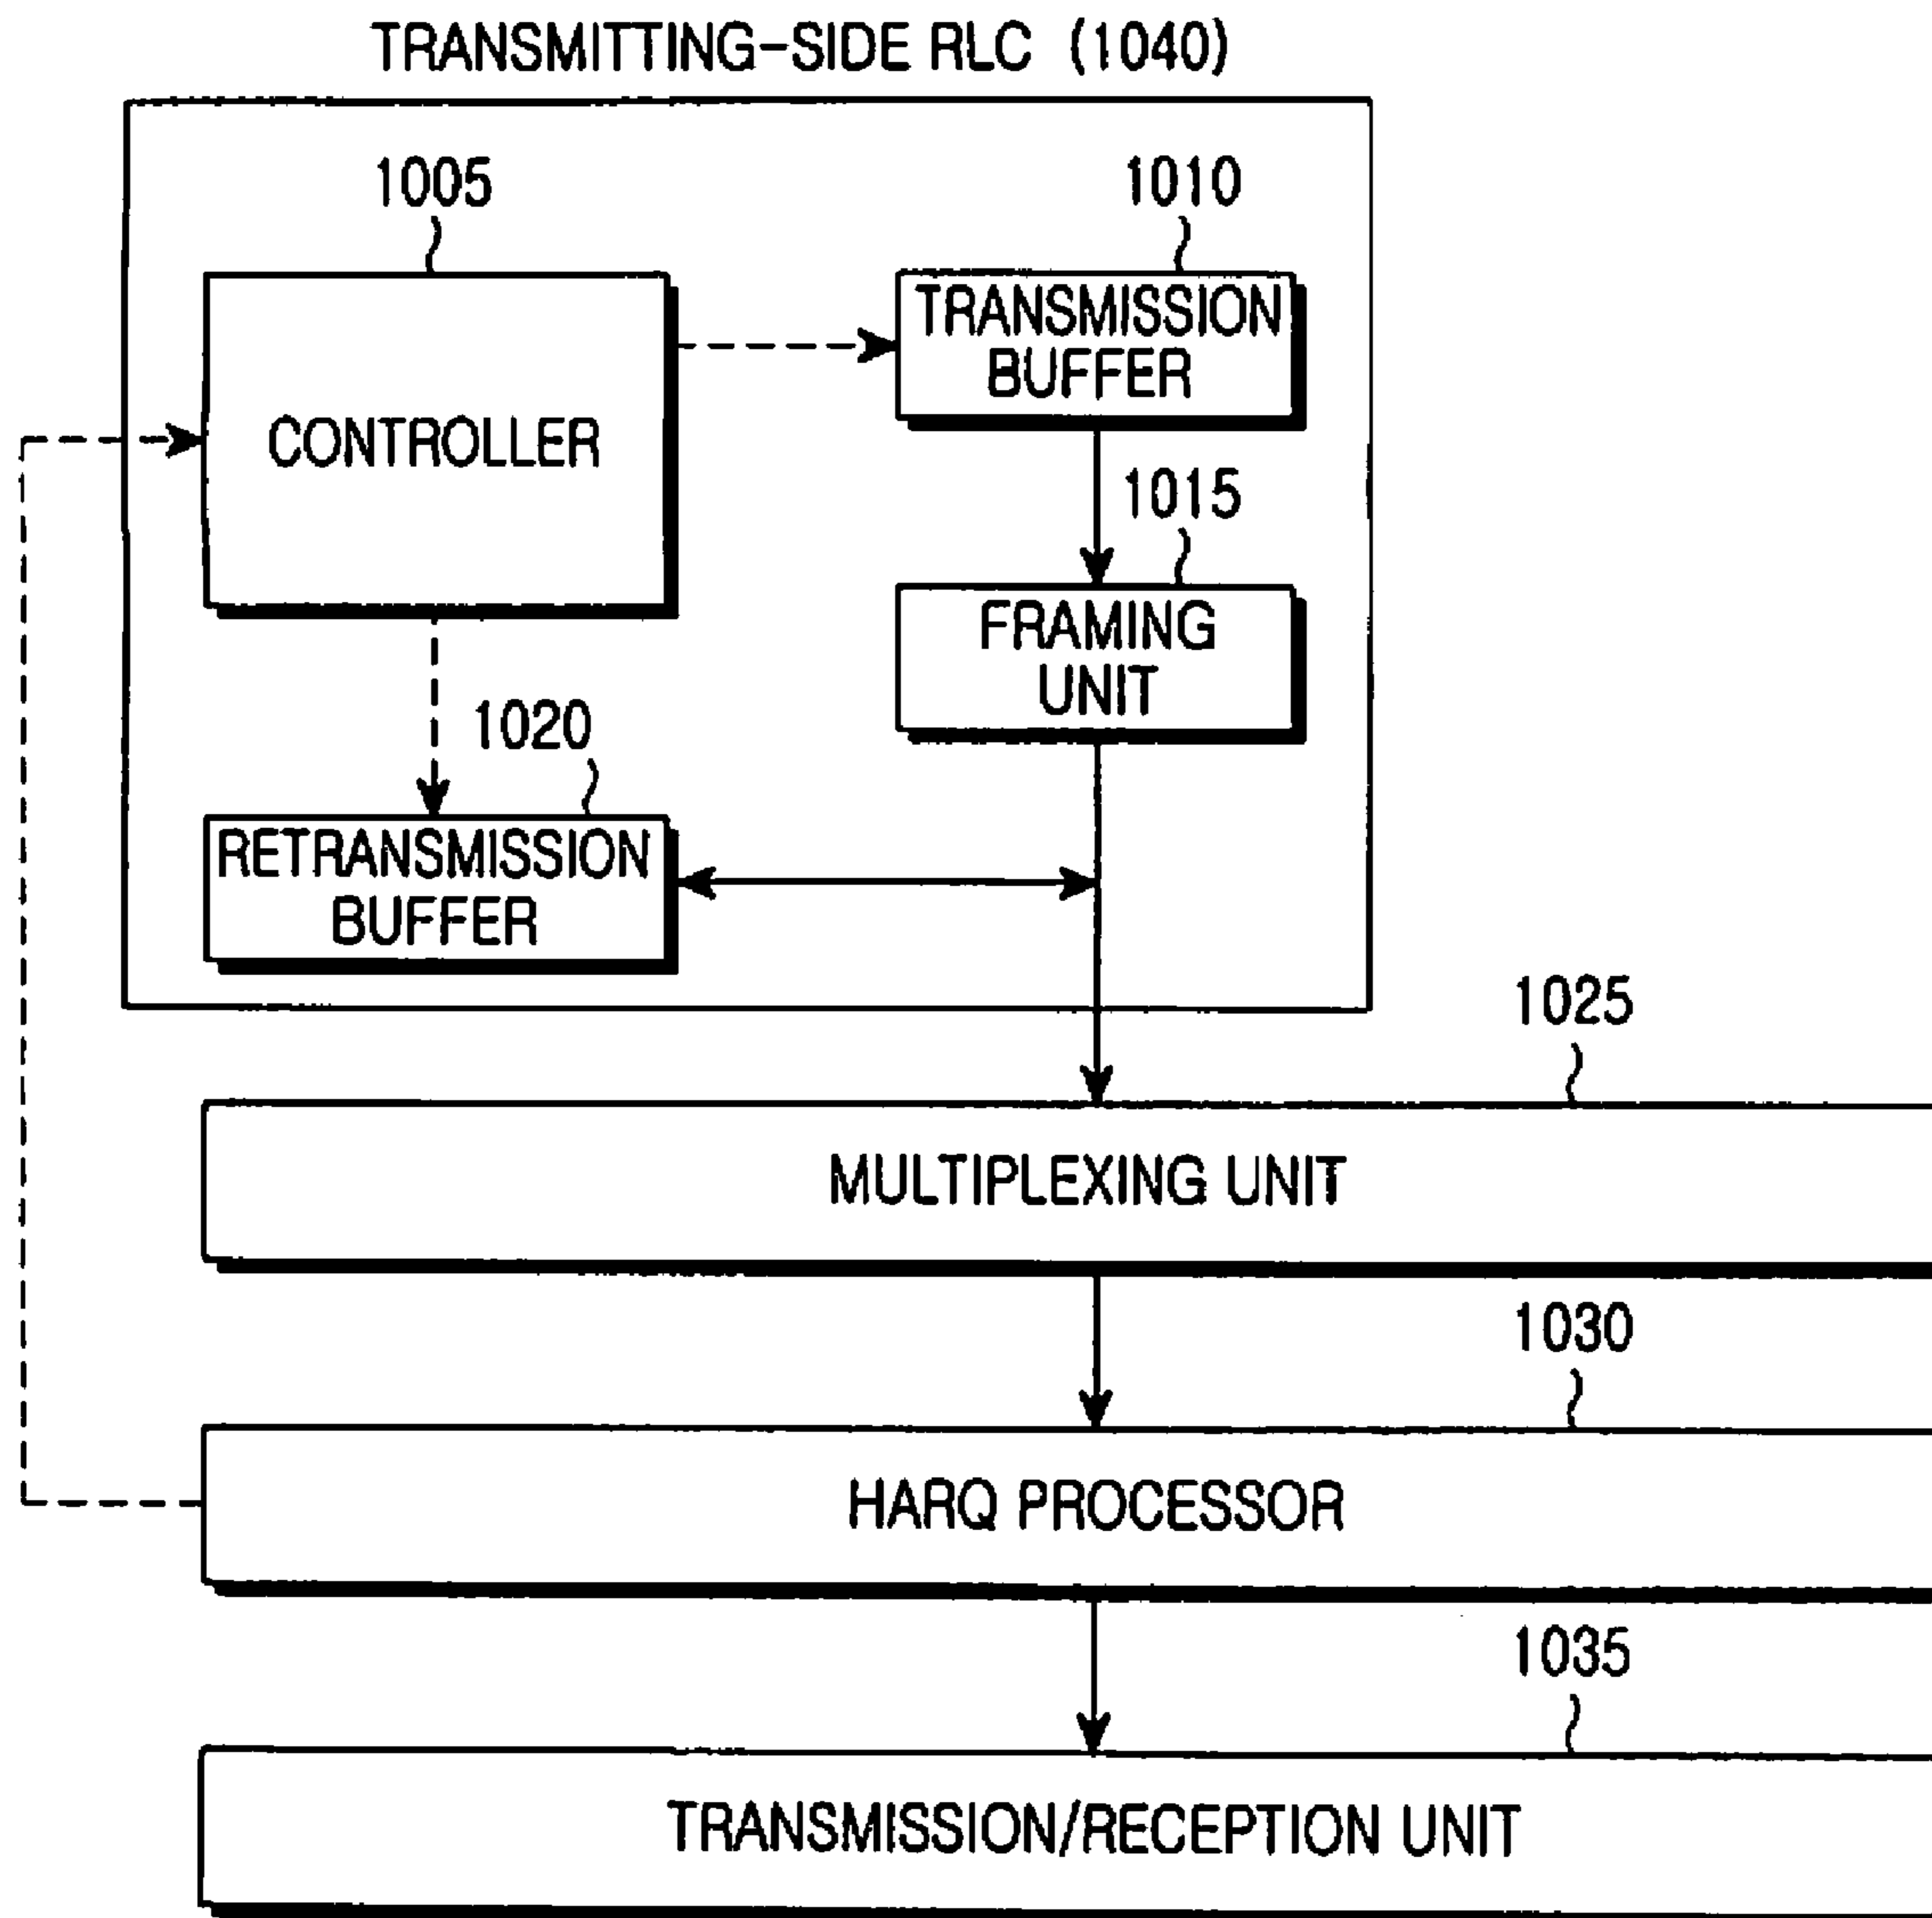 TRANSMITTING-SIDE RLC (1040)
1005
1010
CONTROLLER
TRANSMISSION
BUFFER
1015
FRAMING
UNIT
1020
RETRANSMISSION
BUFFER
1025
MULTIPLEXING UNIT
1030
HARQ PROCESSOR
1035
TRANSMISSION/RECEPTION UNIT